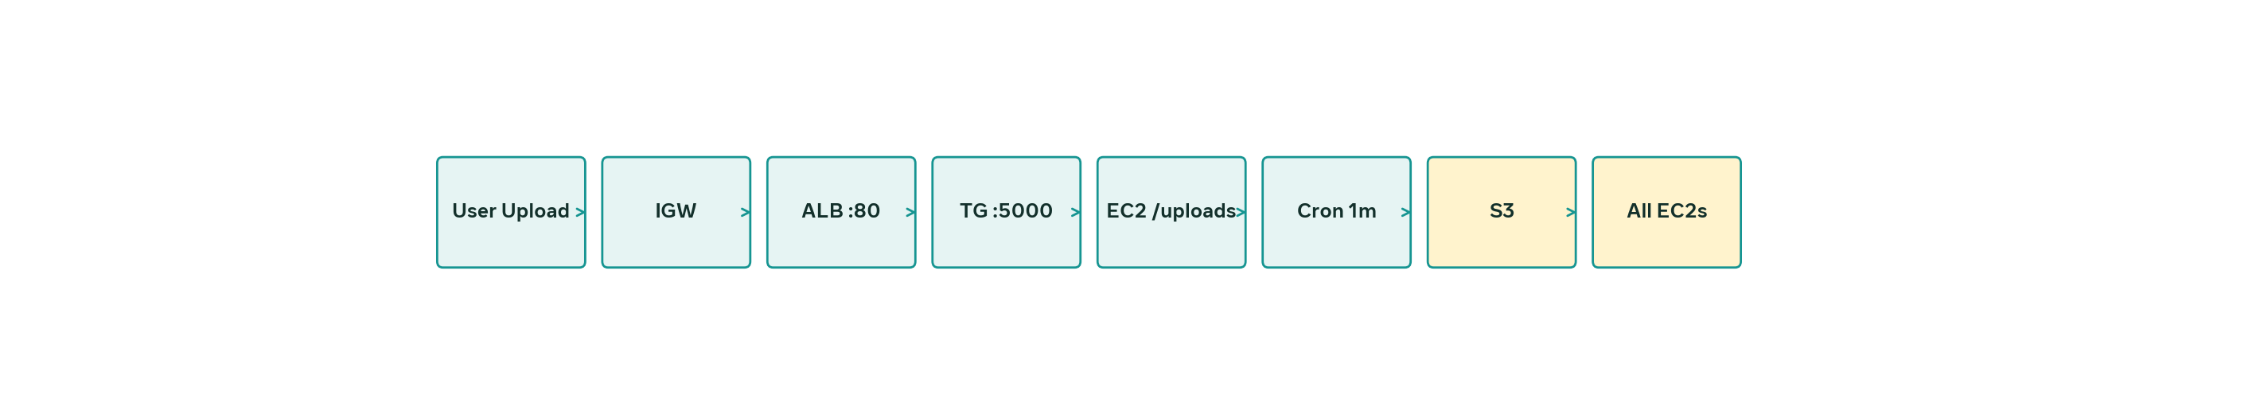 User Upload > IGW > ALB :80 > TG :5000 > EC2 /uploads > Cron 1m > S3 > All EC2s